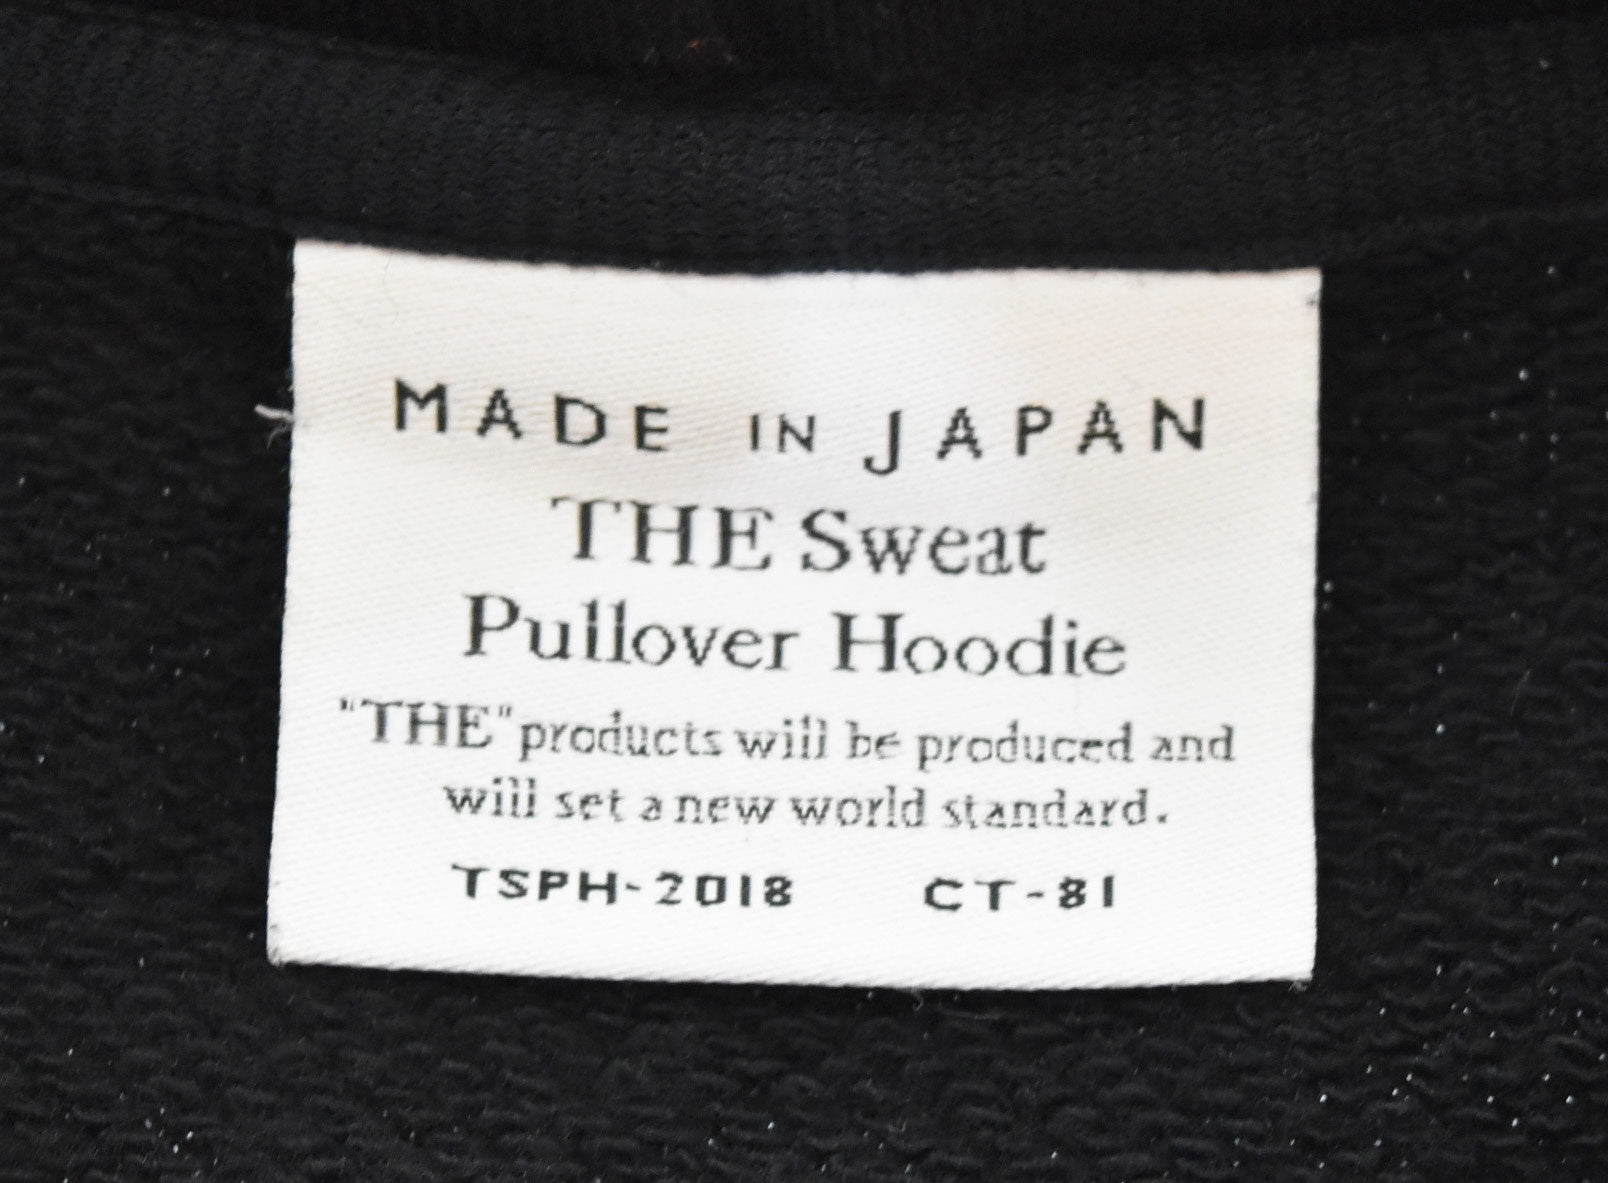 MADE IN JAPAN
THE Sweat
Pullover Hoodie
"THE" products will be produced and
will set a new world standard.
TSPH-2018 CT-81